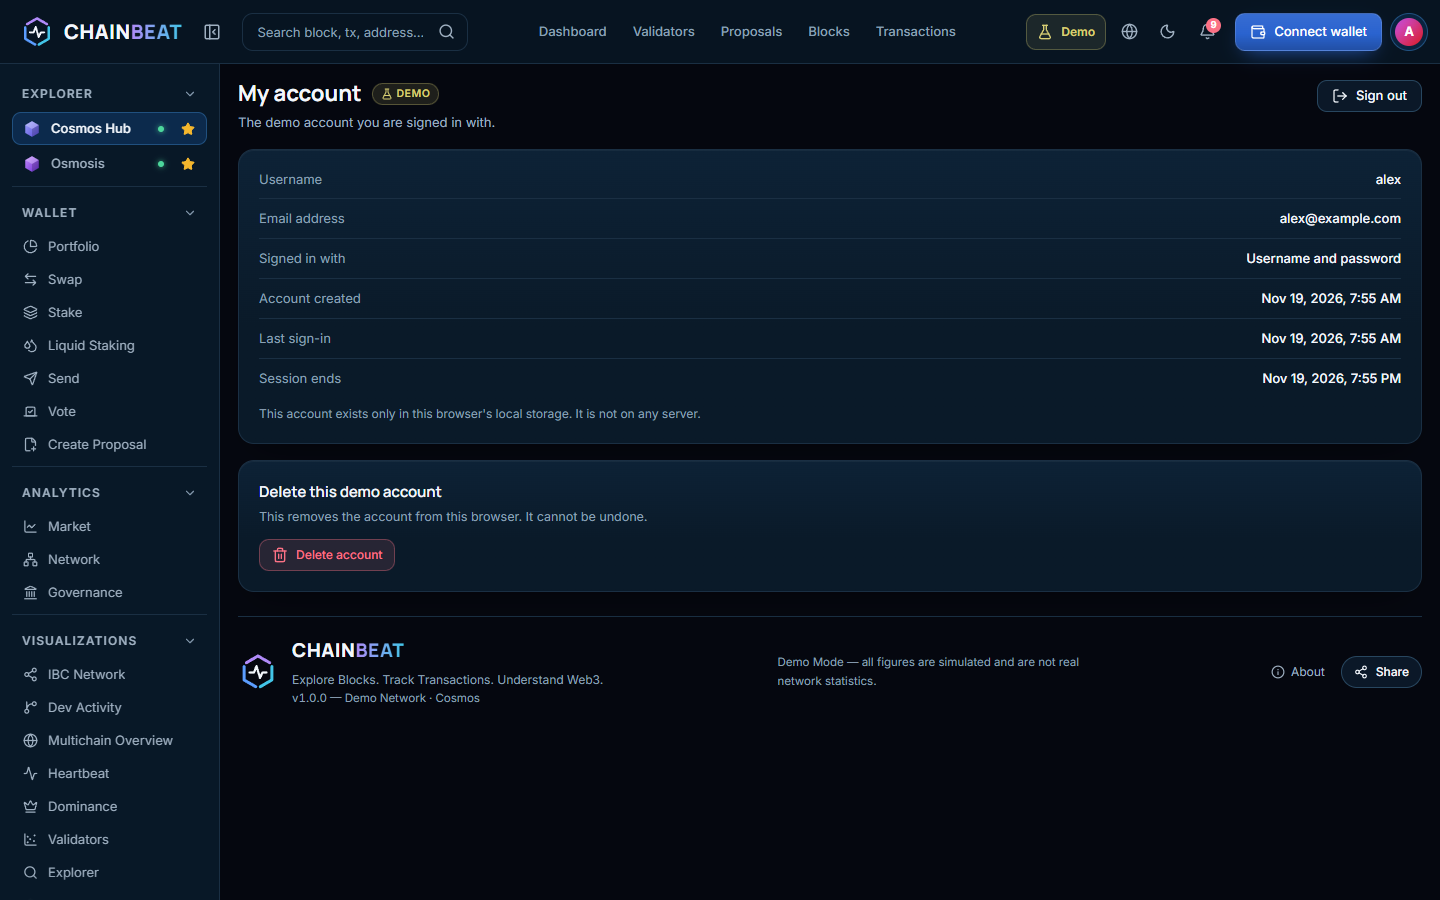 CHAINBEAT
Search block, tx, address...
Dashboard
Validators
Proposals
Blocks
Transactions
Demo
9
Connect wallet
A
EXPLORER
Cosmos Hub
Osmosis
WALLET
Portfolio
Swap
Stake
Liquid Staking
Send
Vote
Create Proposal
ANALYTICS
Market
Network
Governance
VISUALIZATIONS
IBC Network
Dev Activity
Multichain Overview
Heartbeat
Dominance
Validators
Explorer
My account
DEMO
The demo account you are signed in with.
Sign out
Username alex
Email address alex@example.com
Signed in with Username and password
Account created Nov 19, 2026, 7:55 AM
Last sign-in Nov 19, 2026, 7:55 AM
Session ends Nov 19, 2026, 7:55 PM
This account exists only in this browser's local storage. It is not on any server.
Delete this demo account
This removes the account from this browser. It cannot be undone.
Delete account
CHAINBEAT
Explore Blocks. Track Transactions. Understand Web3.
v1.0.0 — Demo Network · Cosmos
Demo Mode — all figures are simulated and are not real
network statistics.
About
Share